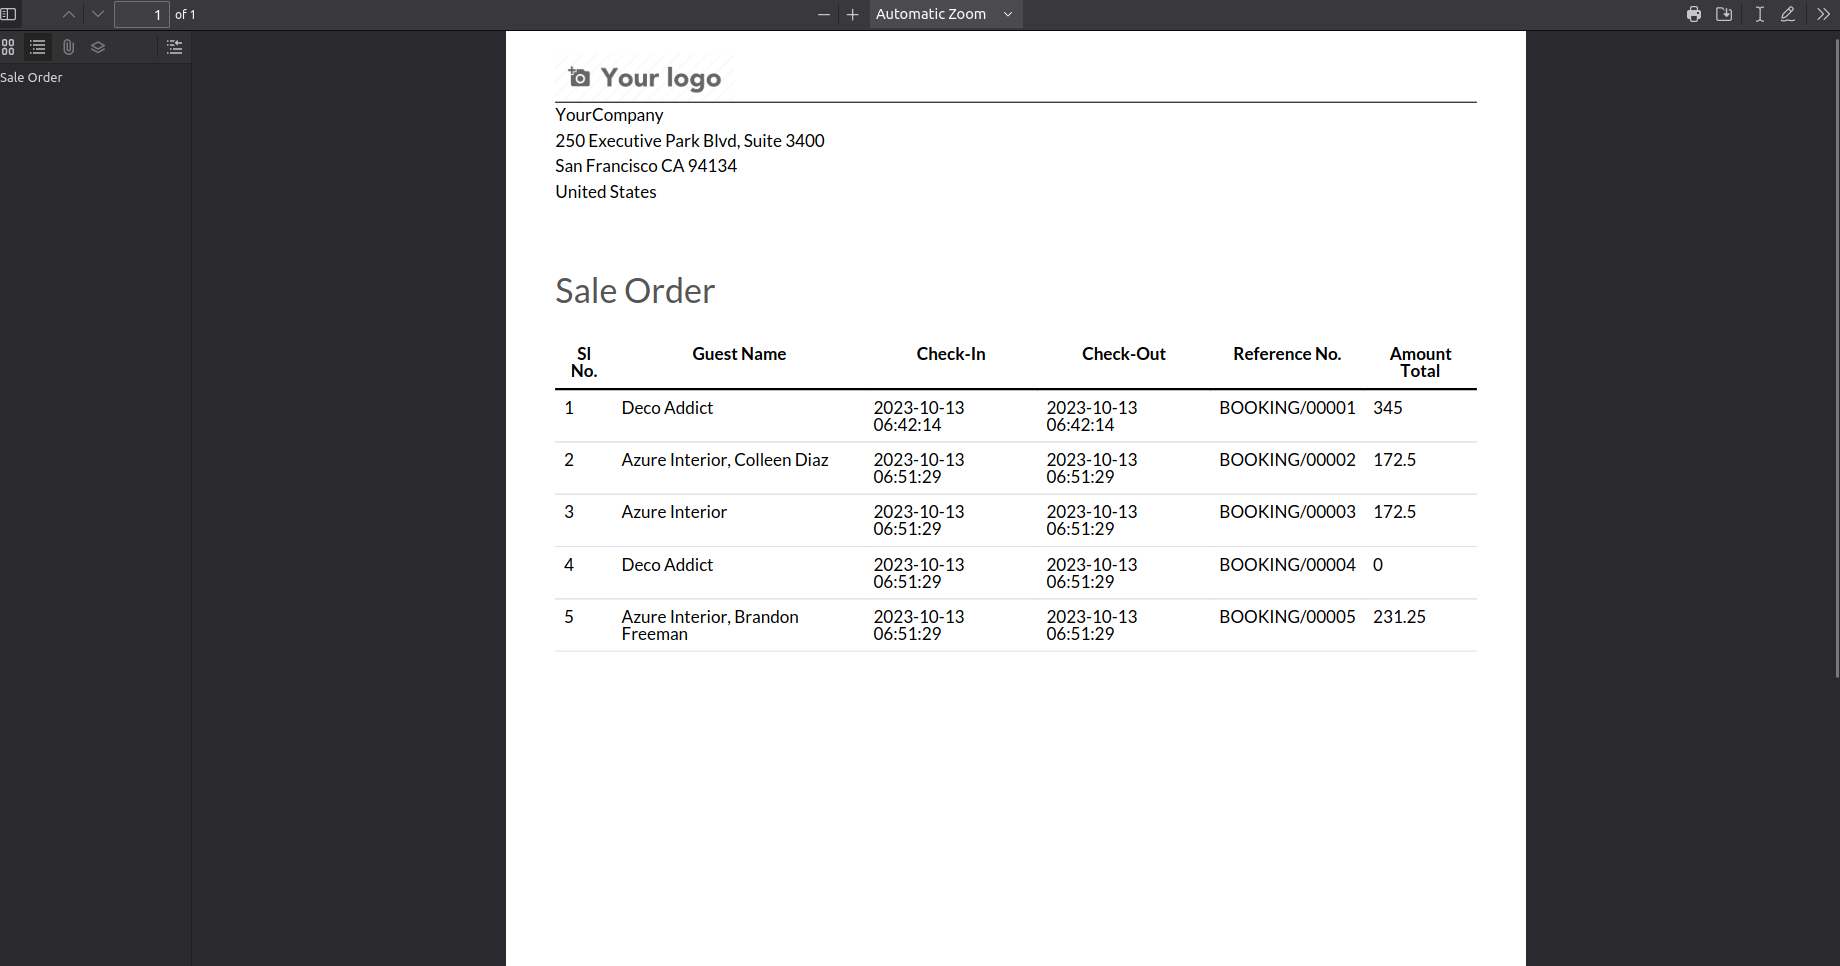 1 of 1 Automatic Zoom
Sale Order
Your logo
YourCompany
250 Executive Park Blvd, Suite 3400
San Francisco CA 94134
United States
Sale Order
Sl No. Guest Name Check-In Check-Out Reference No. Amount Total
1 Deco Addict 2023-10-13 06:42:14 2023-10-13 06:42:14 BOOKING/00001 345
2 Azure Interior, Colleen Diaz 2023-10-13 06:51:29 2023-10-13 06:51:29 BOOKING/00002 172.5
3 Azure Interior 2023-10-13 06:51:29 2023-10-13 06:51:29 BOOKING/00003 172.5
4 Deco Addict 2023-10-13 06:51:29 2023-10-13 06:51:29 BOOKING/00004 0
5 Azure Interior, Brandon Freeman 2023-10-13 06:51:29 2023-10-13 06:51:29 BOOKING/00005 231.25